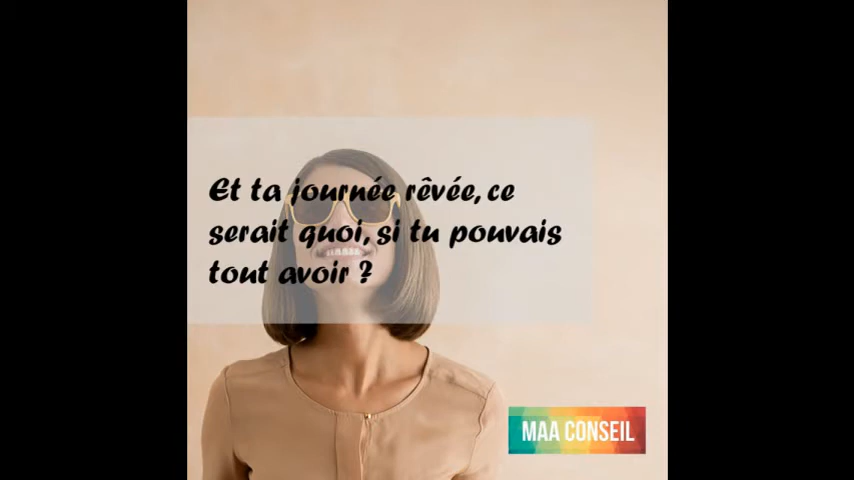 Et ta journée rêvée, ce
serait quoi, si tu pouvais
tout avoir ?
MAA CONSEIL